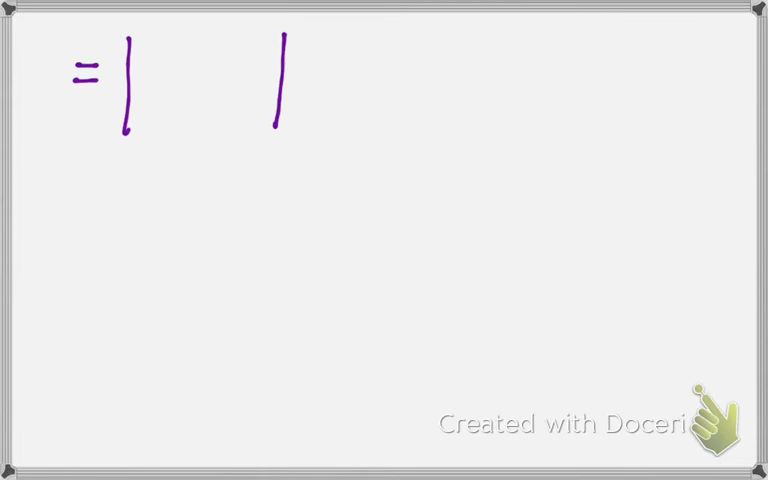 = | |
Created with Doceri